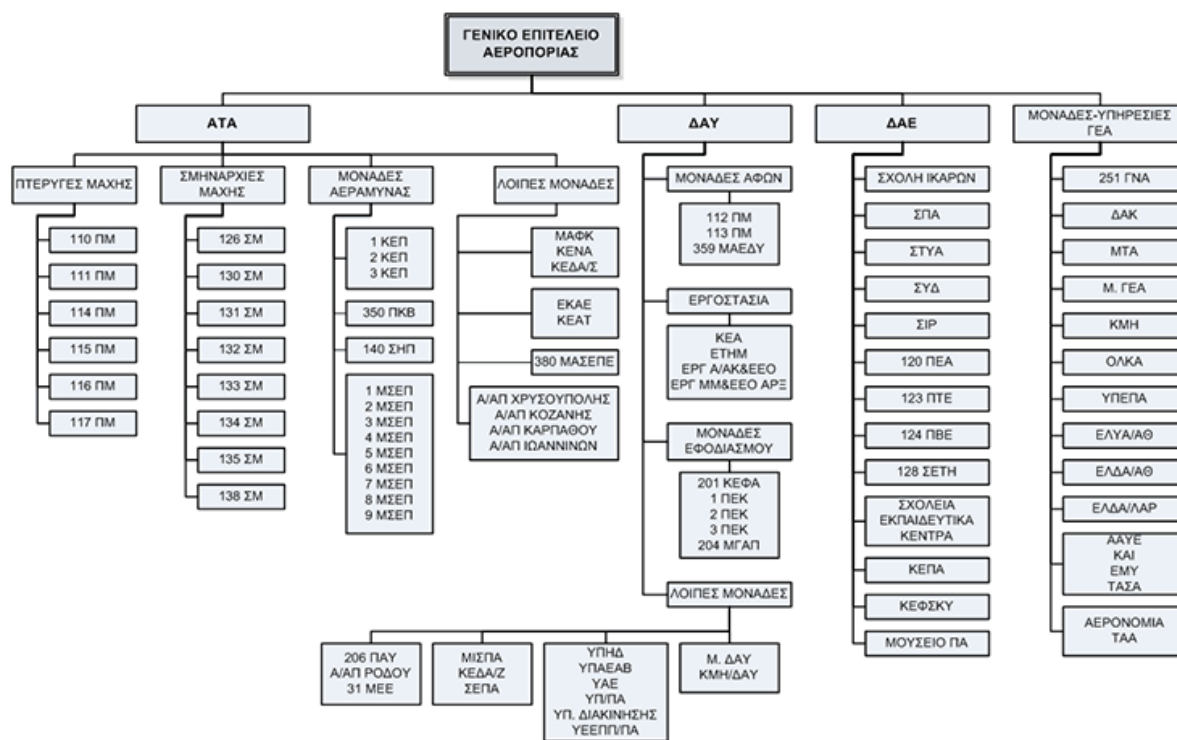 ΓΕΝΙΚΟ ΕΠΙΤΕΛΕΙΟ
ΑΕΡΟΠΟΡΙΑΣ
ΑΤΑ
ΠΤΕΡΥΓΕΣ ΜΑΧΗΣ
110 ΠΜ
111 ΠΜ
114 ΠΜ
115 ΠΜ
116 ΠΜ
117 ΠΜ
ΣΜΗΝΑΡΧΙΕΣ
ΜΑΧΗΣ
126 ΣΜ
130 ΣΜ
131 ΣΜ
132 ΣΜ
133 ΣΜ
134 ΣΜ
135 ΣΜ
138 ΣΜ
ΜΟΝΑΔΕΣ
ΑΕΡΑΜΥΝΑΣ
1 ΚΕΠ
2 ΚΕΠ
3 ΚΕΠ
350 ΠΚΒ
140 ΣΗΠ
1 ΜΣΕΠ
2 ΜΣΕΠ
3 ΜΣΕΠ
4 ΜΣΕΠ
5 ΜΣΕΠ
6 ΜΣΕΠ
7 ΜΣΕΠ
8 ΜΣΕΠ
9 ΜΣΕΠ
ΛΟΙΠΕΣ ΜΟΝΑΔΕΣ
ΜΑΦΚ
ΚΕΝΑ
ΚΕΔΑ/Σ
ΕΚΑΕ
ΚΕΑΤ
380 ΜΑΣΕΠΕ
Α/ΑΠ ΧΡΥΣΟΥΠΟΛΗΣ
Α/ΑΠ ΚΟΖΑΝΗΣ
Α/ΑΠ ΚΑΡΠΑΘΟΥ
Α/ΑΠ ΙΩΑΝΝΙΝΩΝ
ΔΑΥ
ΜΟΝΑΔΕΣ ΑΦΩΝ
112 ΠΜ
113 ΠΜ
359 ΜΑΕΔΥ
ΕΡΓΟΣΤΑΣΙΑ
ΚΕΑ
ΕΤΗΜ
ΕΡΓ Α/ΑΚ&ΕΕΟ
ΕΡΓ ΜΜ&ΕΕΟ ΑΡΞ
ΜΟΝΑΔΕΣ
ΕΦΟΔΙΑΣΜΟΥ
201 ΚΕΦΑ
1 ΠΕΚ
2 ΠΕΚ
3 ΠΕΚ
204 ΜΓΑΠ
ΛΟΙΠΕΣ ΜΟΝΑΔΕΣ
206 ΠΑΥ
Α/ΑΠ ΡΟΔΟΥ
31 ΜΕΕ
ΜΙΣΠΑ
ΚΕΔΑ/Ζ
ΣΕΠΑ
ΥΠΗΔ
ΥΠΑΕΑΒ
ΥΑΕ
ΥΠ/ΠΑ
ΥΠ. ΔΙΑΚΙΝΗΣΗΣ
ΥΕΕΠΠ/ΠΑ
Μ. ΔΑΥ
ΚΜΗ/ΔΑΥ
ΔΑΕ
ΣΧΟΛΗ ΙΚΑΡΩΝ
ΣΠΑ
ΣΤΥΑ
ΣΥΔ
ΣΙΡ
120 ΠΕΑ
123 ΠΤΕ
124 ΠΒΕ
128 ΣΕΤΗ
ΣΧΟΛΕΙΑ
ΕΚΠΑΙΔΕΥΤΙΚΑ
ΚΕΝΤΡΑ
ΚΕΠΑ
ΚΕΦΣΚΥ
ΜΟΥΣΕΙΟ ΠΑ
ΜΟΝΑΔΕΣ-ΥΠΗΡΕΣΙΕΣ
ΓΕΑ
251 ΓΝΑ
ΔΑΚ
ΜΤΑ
Μ. ΓΕΑ
ΚΜΗ
ΟΛΚΑ
ΥΠΕΠΑ
ΕΛΥΑ/ΑΘ
ΕΛΔΑ/ΑΘ
ΕΛΔΑ/ΛΑΡ
ΑΑΥΕ
ΚΑΙ
ΕΜΥ
ΤΑΣΑ
ΑΕΡΟΝΟΜΙΑ
ΤΑΑ